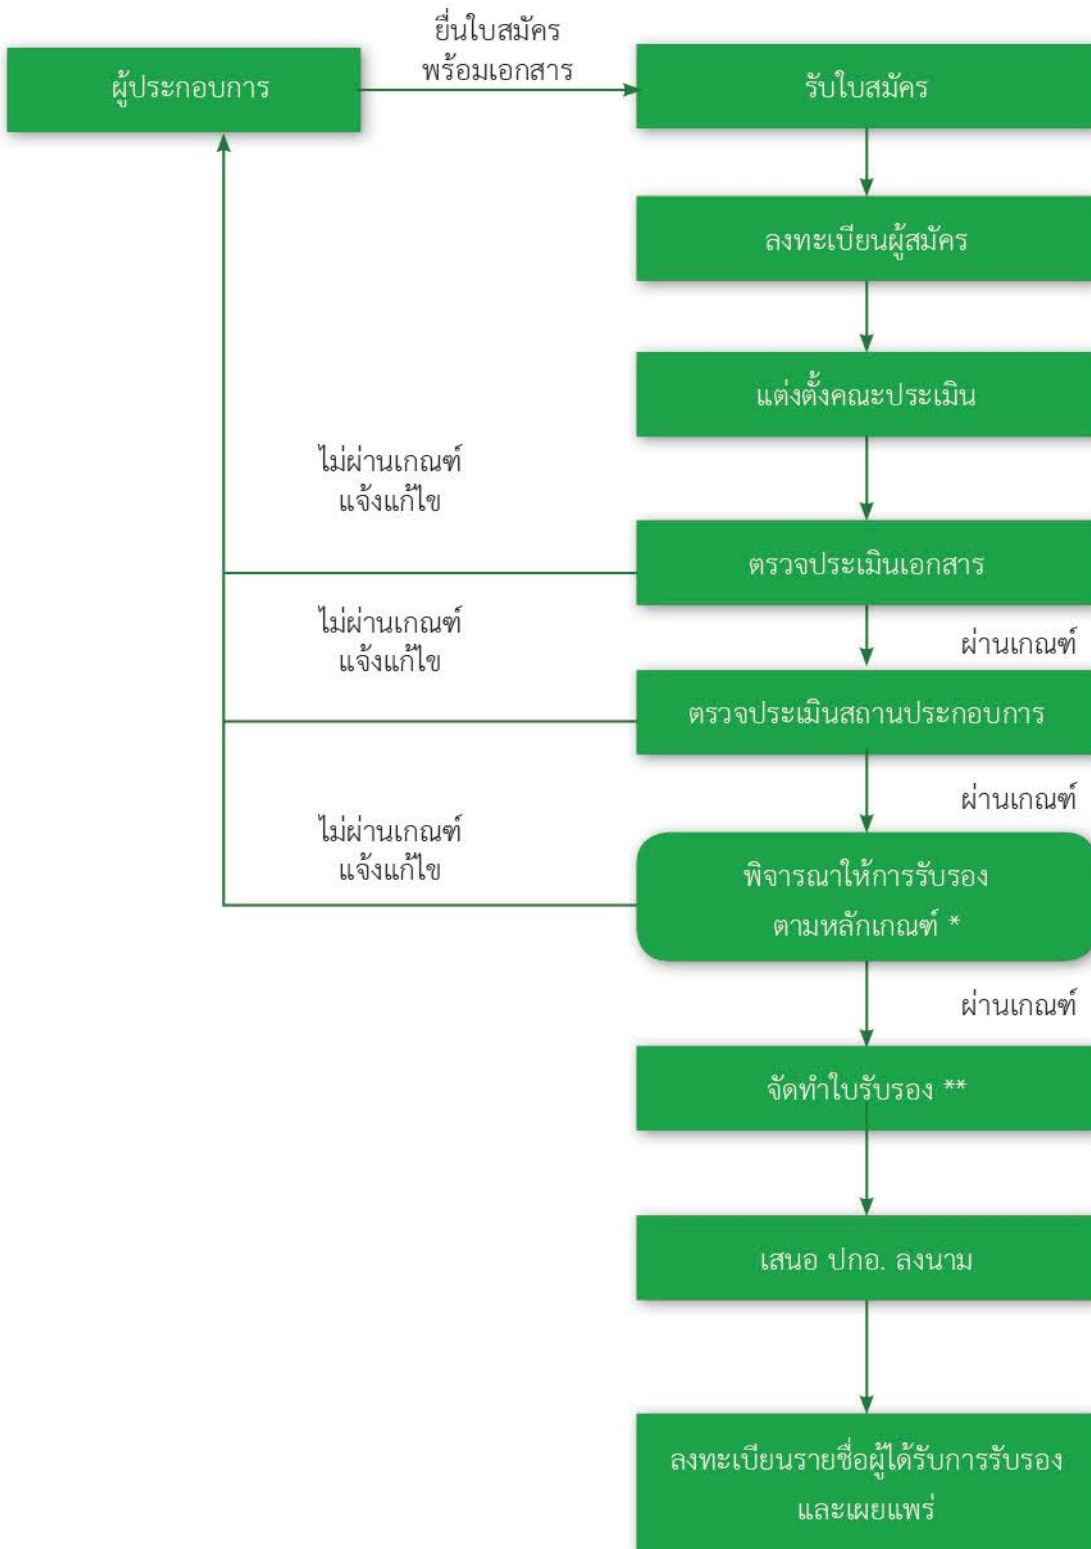 ยื่นใบสมัคร
พร้อมเอกสาร
ผู้ประกอบการ
รับใบสมัคร
ลงทะเบียนผู้สมัคร
แต่งตั้งคณะประเมิน
ไม่ผ่านเกณฑ์
แจ้งแก้ไข
ตรวจประเมินเอกสาร
ไม่ผ่านเกณฑ์
แจ้งแก้ไข
ผ่านเกณฑ์
ตรวจประเมินสถานประกอบการ
ผ่านเกณฑ์
ไม่ผ่านเกณฑ์
แจ้งแก้ไข
พิจารณาให้การรับรอง
ตามหลักเกณฑ์ *
ผ่านเกณฑ์
จัดทำใบรับรอง **
เสนอ ปกอ. ลงนาม
ลงทะเบียนรายชื่อผู้ได้รับการรับรอง
และเผยแพร่